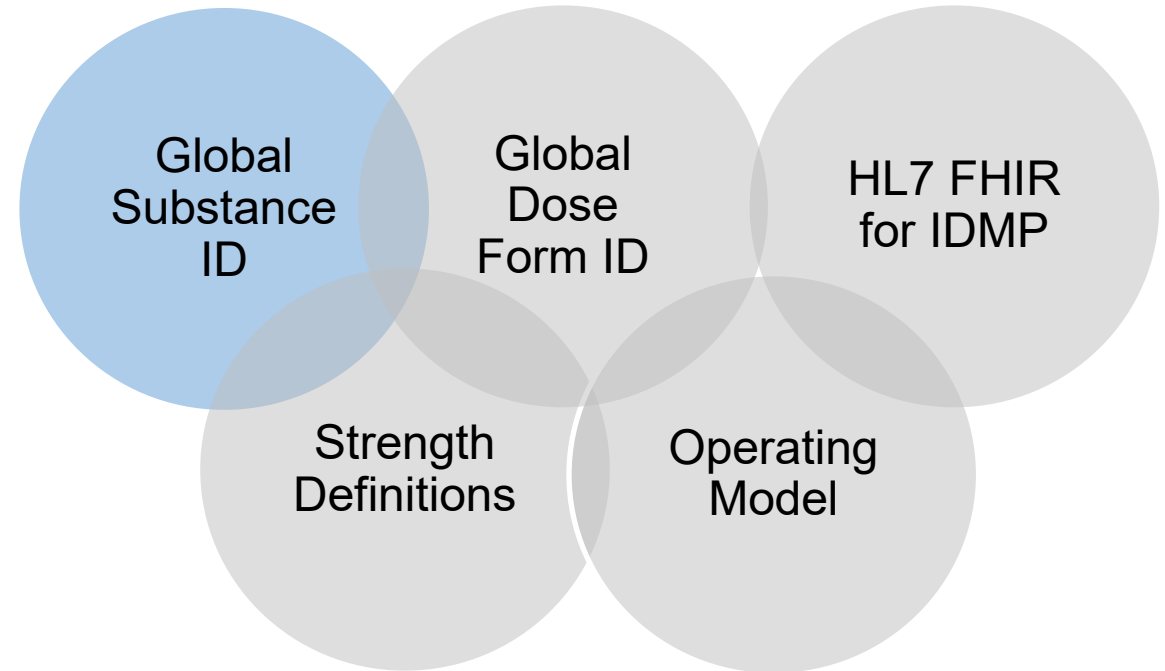 Global
Substance
ID
Global
Dose
Form ID
HL7 FHIR
for IDMP
Strength
Definitions
Operating
Model